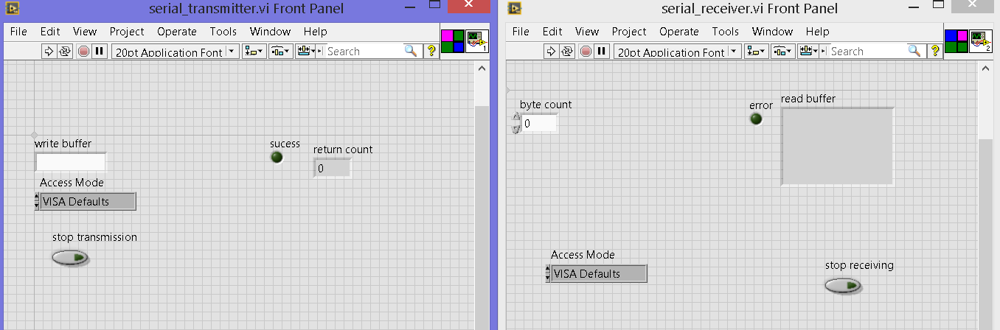 serial_transmitter.vi Front Panel
File Edit View Project Operate Tools Window Help
20pt Application Font Search ?
1
write buffer
sucess
return count
0
Access Mode
VISA Defaults
stop transmission
serial_receiver.vi Front Panel
File Edit View Project Operate Tools Window Help
20pt Application Font Search ?
2
byte count
0
error
read buffer
Access Mode
VISA Defaults
stop receiving